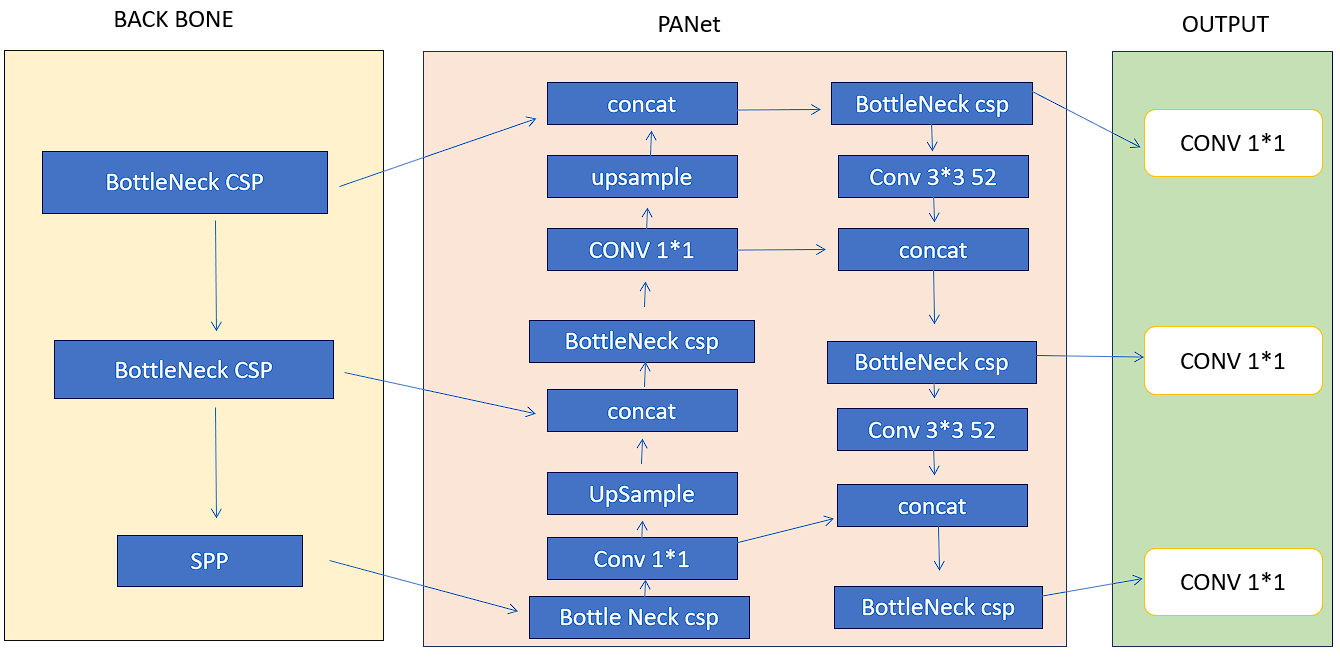 BACK BONE
PANet
OUTPUT
BottleNeck CSP
BottleNeck CSP
SPP
concat
upsample
CONV 1*1
BottleNeck csp
concat
UpSample
Conv 1*1
Bottle Neck csp
BottleNeck csp
Conv 3*3 52
concat
BottleNeck csp
Conv 3*3 52
concat
BottleNeck csp
CONV 1*1
CONV 1*1
CONV 1*1